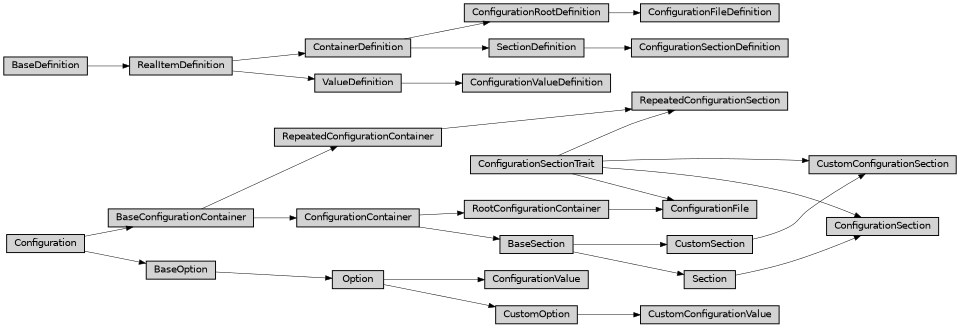 ConfigurationRootDefinition
ConfigurationFileDefinition
ContainerDefinition
SectionDefinition
ConfigurationSectionDefinition
BaseDefinition
RealItemDefinition
ValueDefinition
ConfigurationValueDefinition
RepeatedConfigurationSection
RepeatedConfigurationContainer
ConfigurationSectionTrait
CustomConfigurationSection
BaseConfigurationContainer
ConfigurationContainer
RootConfigurationContainer
ConfigurationFile
ConfigurationSection
Configuration
BaseSection
CustomSection
BaseOption
Option
ConfigurationValue
Section
CustomOption
CustomConfigurationValue